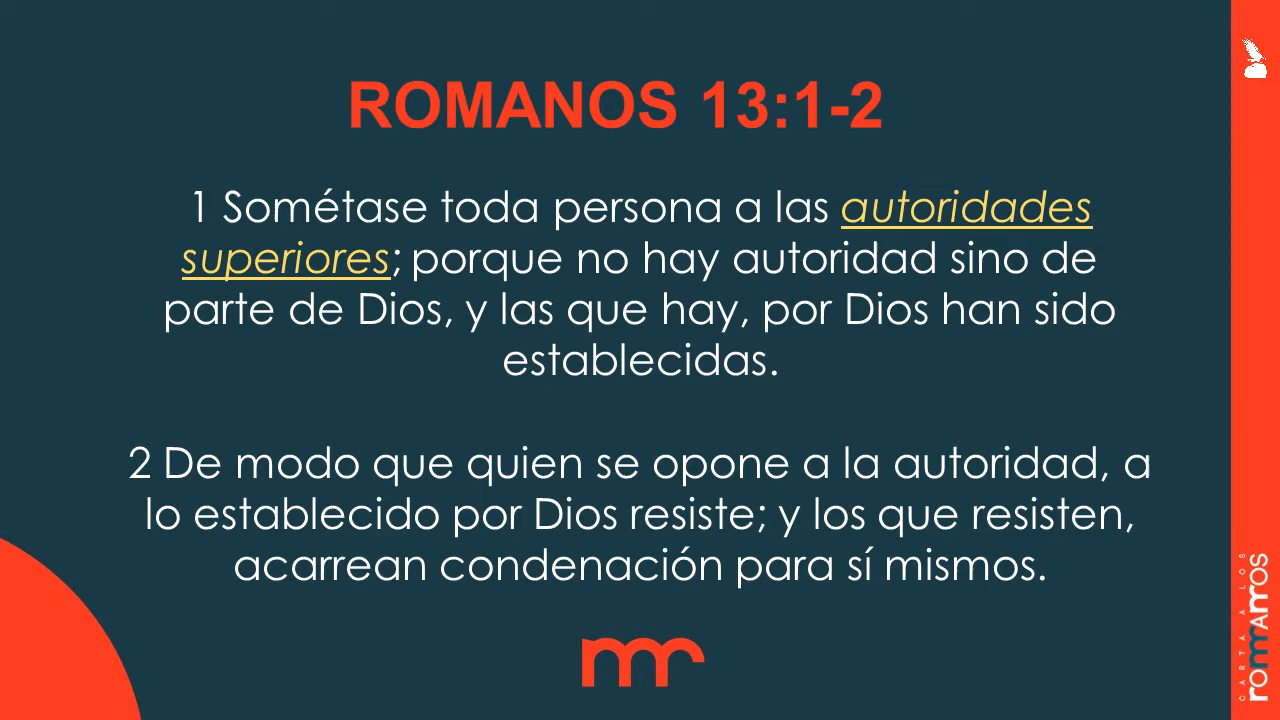 ROMANOS 13:1-2
1 Sométase toda persona a las autoridades
superiores; porque no hay autoridad sino de
parte de Dios, y las que hay, por Dios han sido
establecidas.
2 De modo que quien se opone a la autoridad, a
lo establecido por Dios resiste; y los que resisten,
acarrean condenación para sí mismos.
CARTA A LOS
romanos